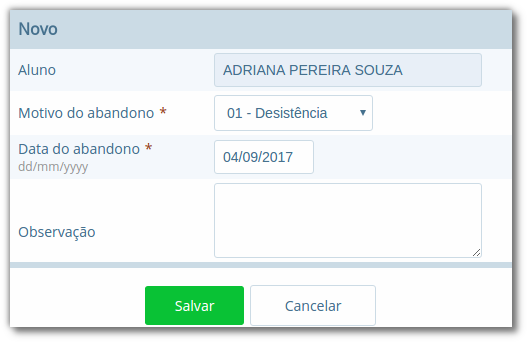 Novo
Aluno ADRIANA PEREIRA SOUZA
Motivo do abandono * 01 - Desistência
Data do abandono * 04/09/2017
dd/mm/yyyy
Observação
Salvar Cancelar